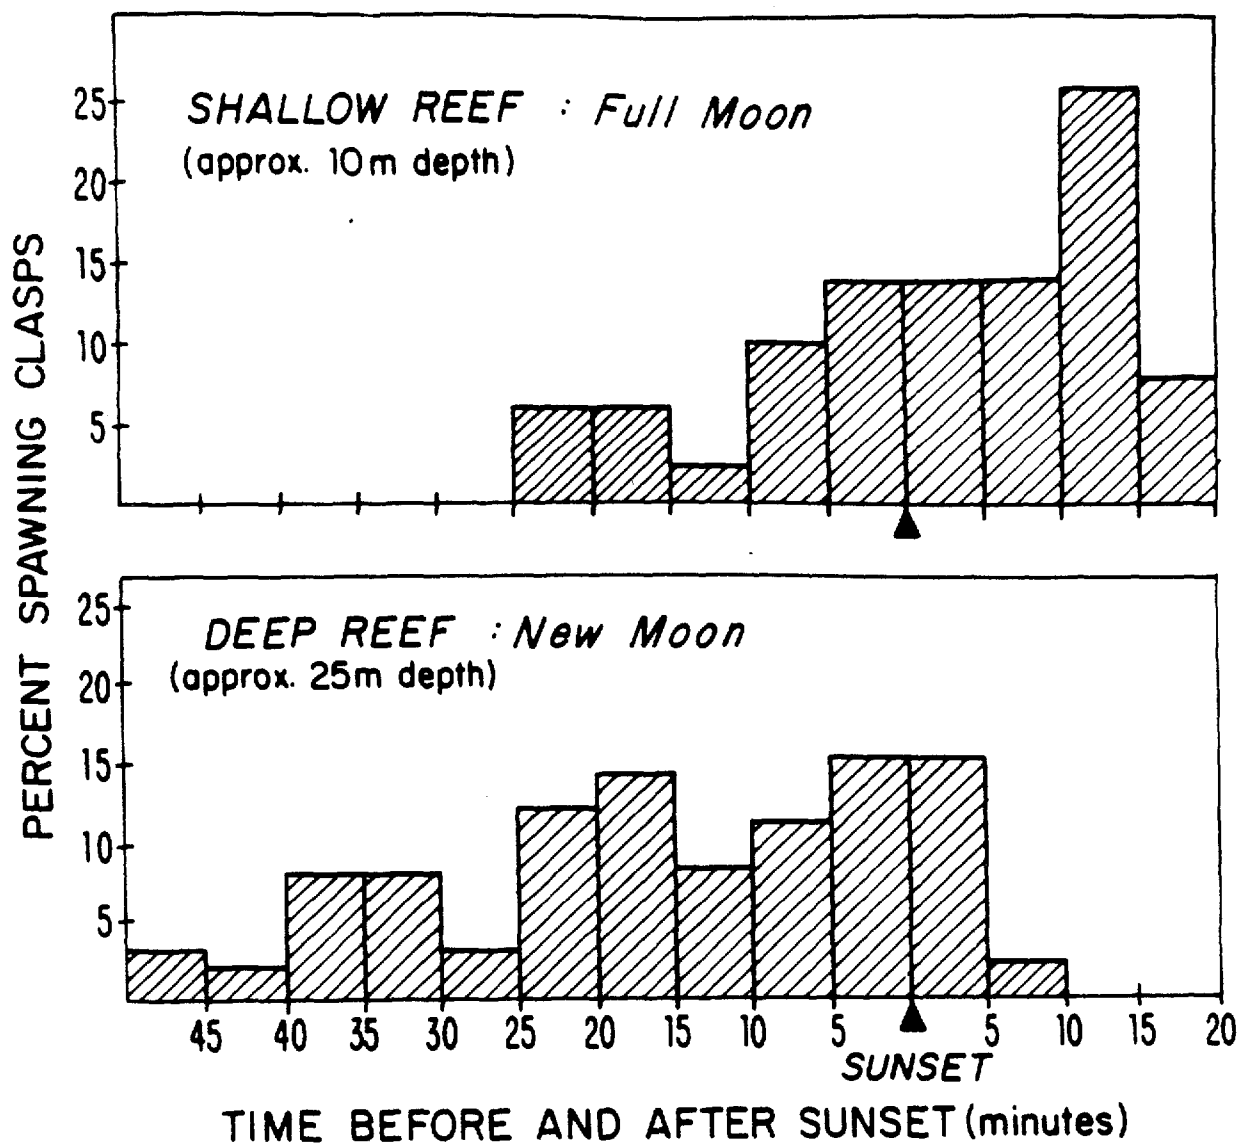 PERCENT SPAWNING CLASPS
25
20
15
10
5
SHALLOW REEF : Full Moon
(approx. 10m depth)
25
20
15
10
5
DEEP REEF : New Moon
(approx. 25m depth)
45 40 35 30 25 20 15 10 5 5 10 15 20
SUNSET
TIME BEFORE AND AFTER SUNSET (minutes)